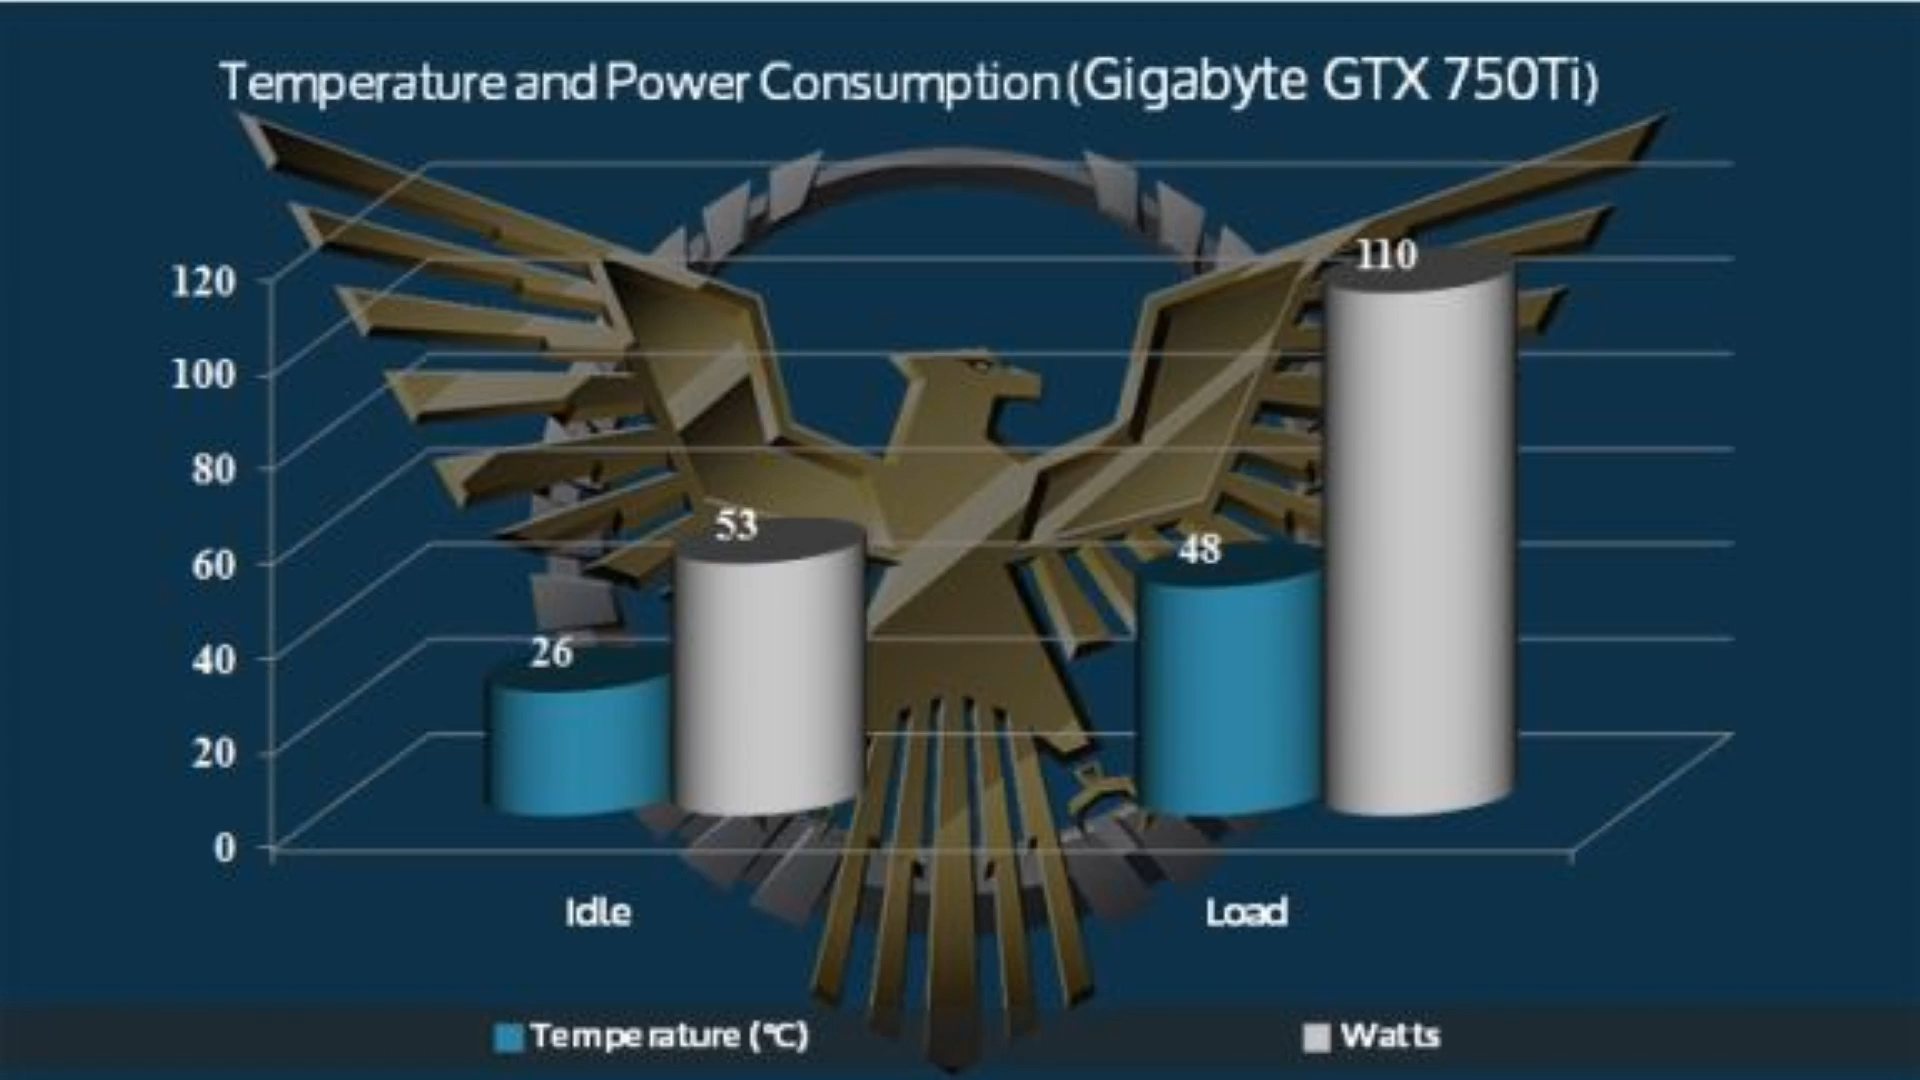 Temperature and Power Consumption (Gigabyte GTX 750Ti)
120
100
80
60
40
20
0
26
53
48
110
Idle
Load
Temperature (°C)
Watts